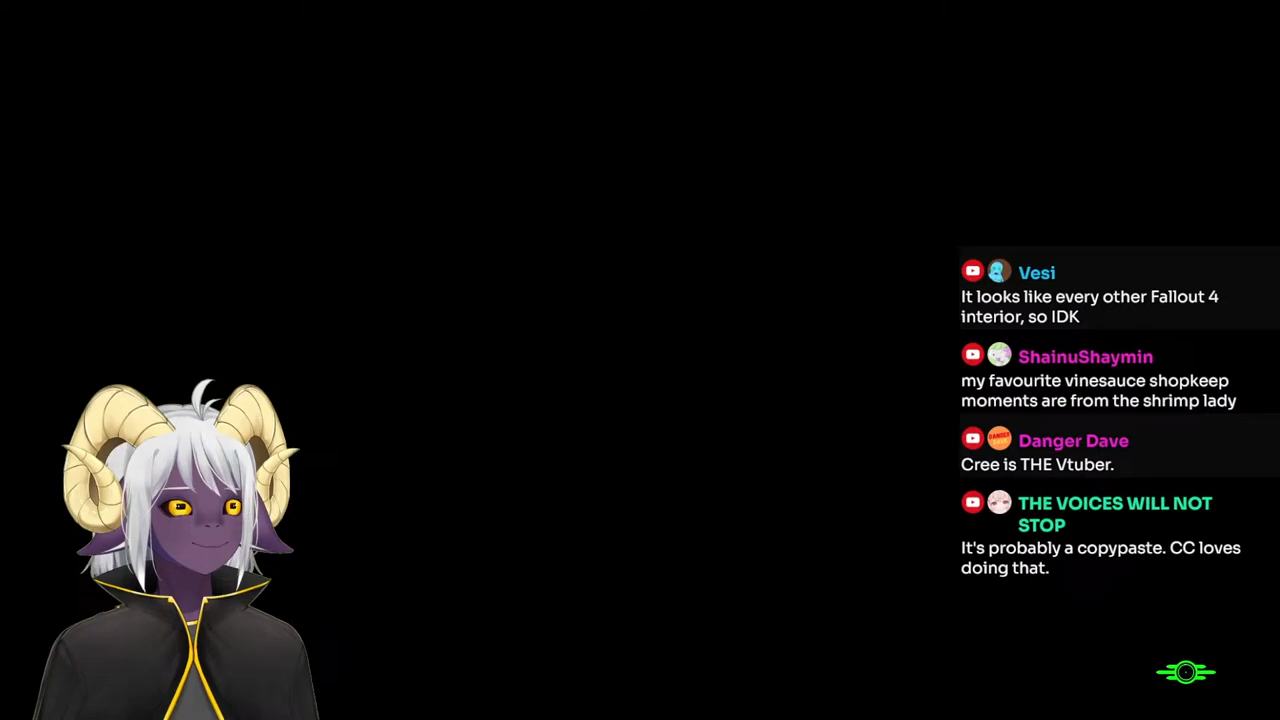 Vesi
It looks like every other Fallout 4
interior, so IDK
ShainuShaymin
my favourite vinesauce shopkeep
moments are from the shrimp lady
Danger Dave
Cree is THE Vtuber.
THE VOICES WILL NOT
STOP
It's probably a copypaste. CC loves
doing that.